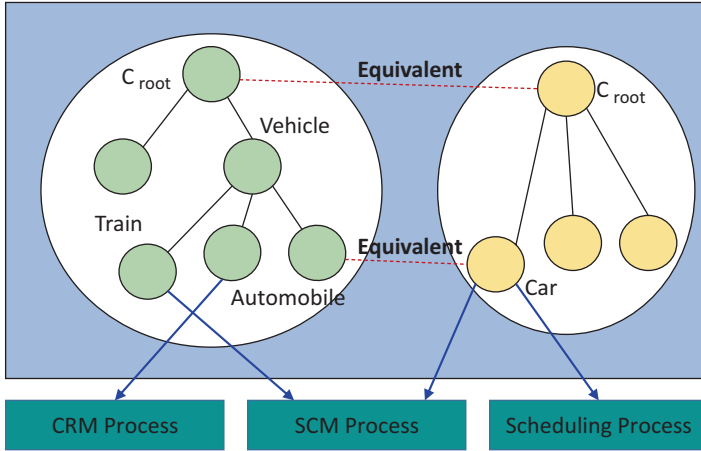 Equivalent
C root
C root
Vehicle
Train
Equivalent
Automobile
Car
CRM Process
SCM Process
Scheduling Process